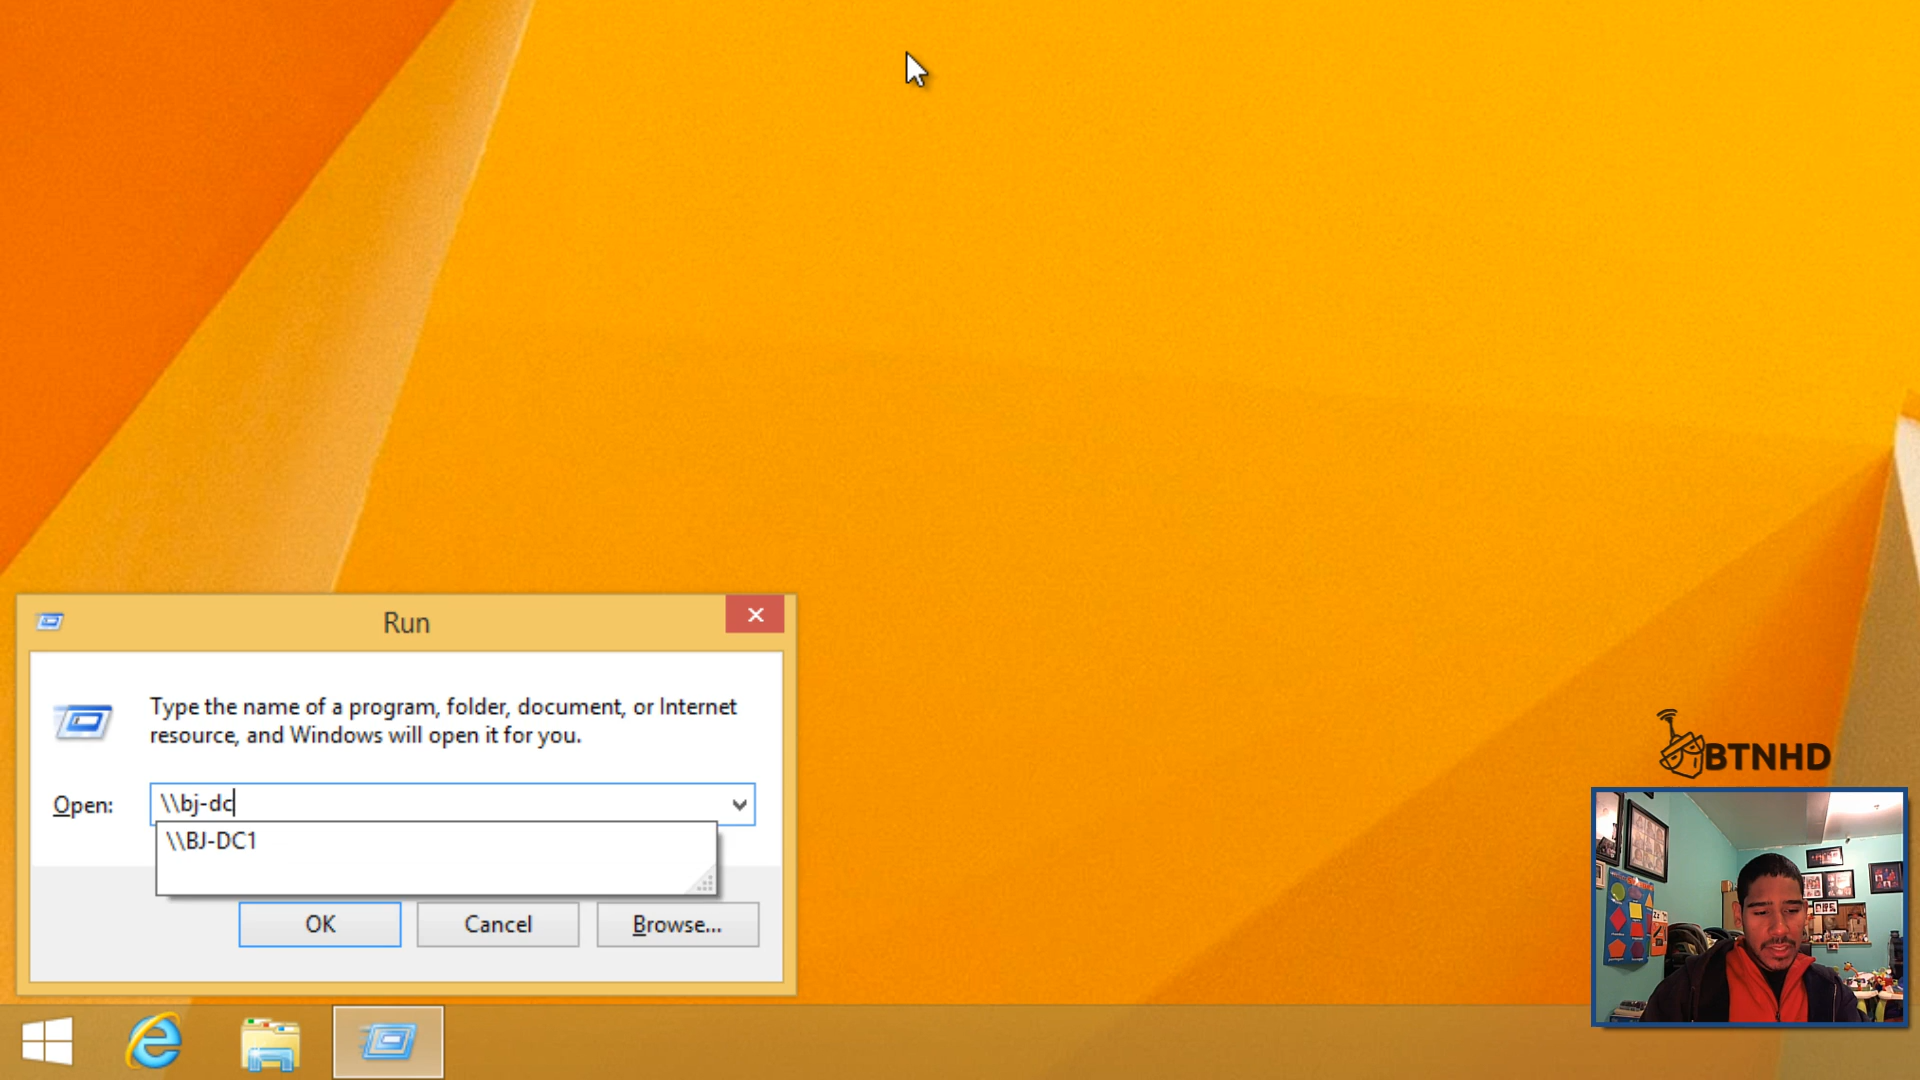 Run
Type the name of a program, folder, document, or Internet
resource, and Windows will open it for you.
Open:
\\bj-dc
\\BJ-DC1
OK
Cancel
Browse...
BTNHD